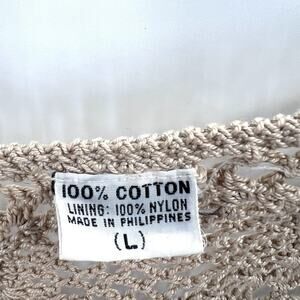 100% COTTON
LINING: 100% NYLON
MADE IN PHILIPPINES
(L)